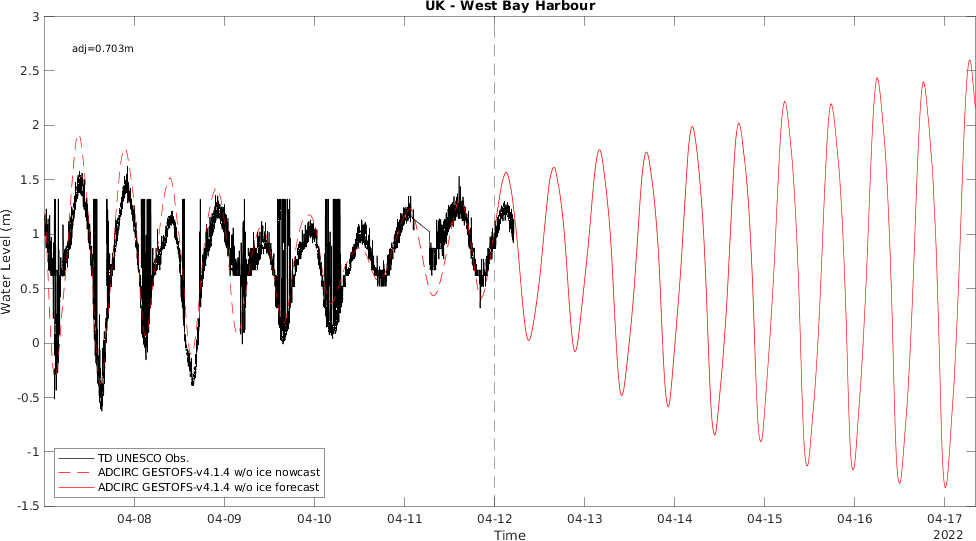 UK - West Bay Harbour
adj=0.703m
3
2.5
2
1.5
1
0.5
0
-0.5
-1
-1.5
Water Level (m)
TD UNESCO Obs.
ADCIRC GESTOFS-v4.1.4 w/o ice nowcast
ADCIRC GESTOFS-v4.1.4 w/o ice forecast
04-08 04-09 04-10 04-11 04-12 04-13 04-14 04-15 04-16 04-17
Time
2022